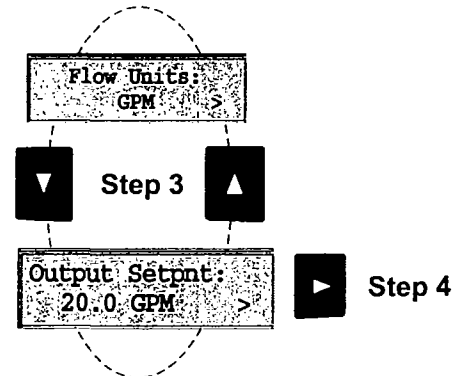 Flow Units:
GPM >
Step 3
Output Setpnt:
20.0 GPM >
Step 4